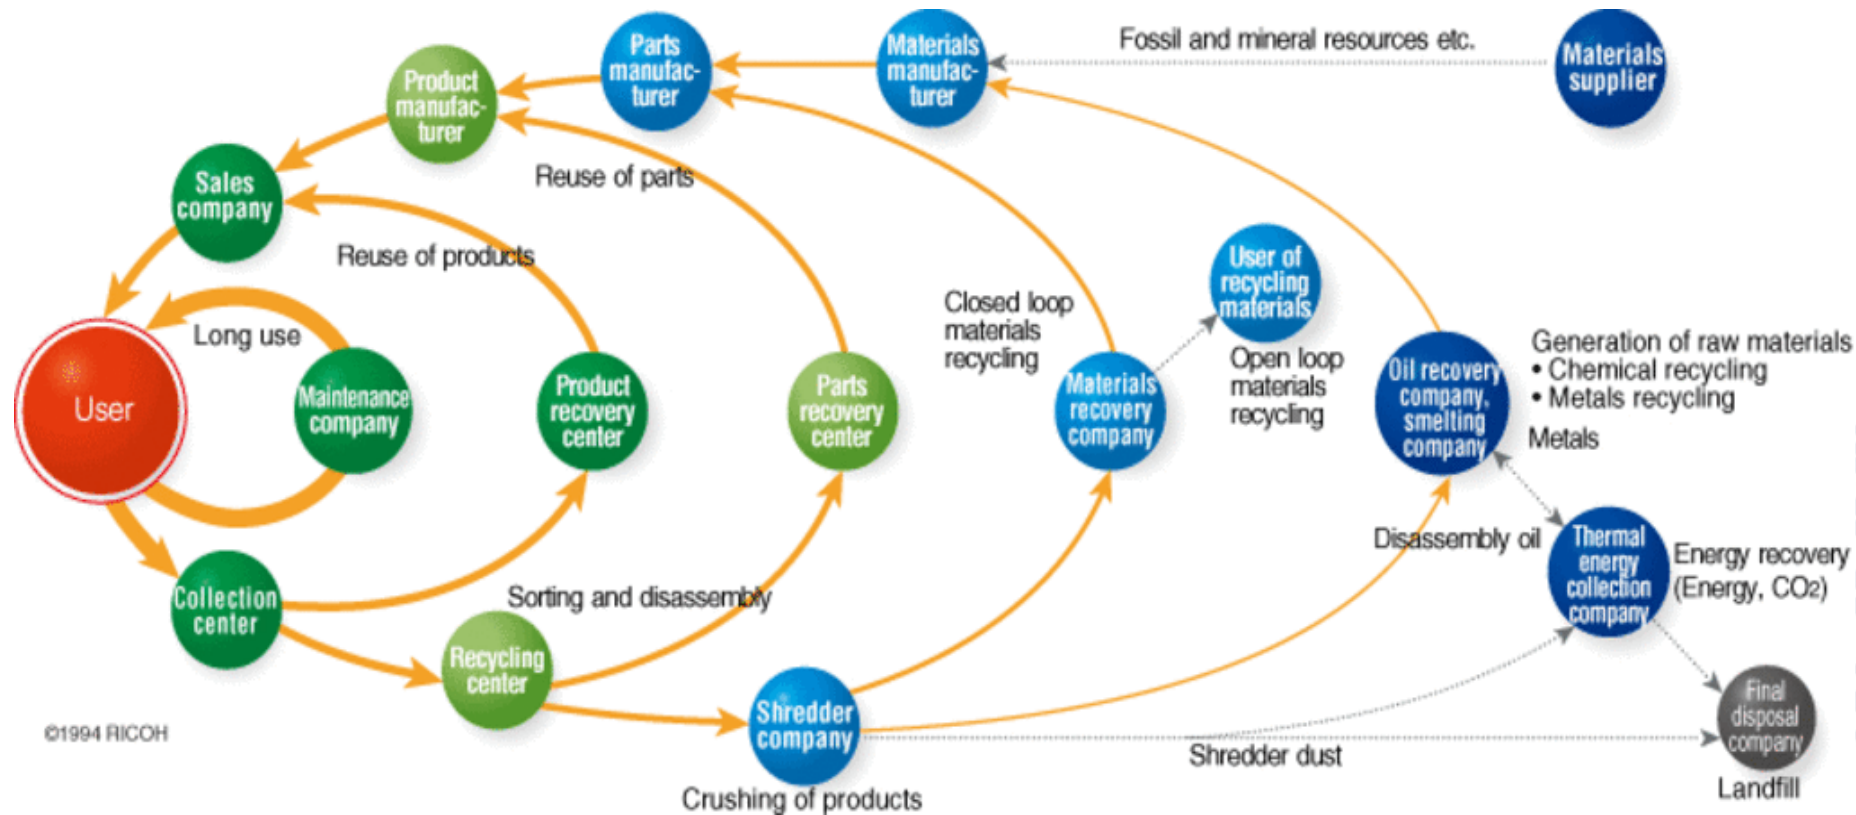 Fossil and mineral resources etc.
Materials
supplier
Materials
manufac-
turer
Parts
manufac-
turer
Product
manufac-
turer
Sales
company
Reuse of parts
Reuse of products
Long use
User
Maintenance
company
Product
recovery
center
Parts
recovery
center
Closed loop
materials
recycling
Materials
recovery
company
User of
recycling
materials
Open loop
materials
recycling
Oil recovery
company,
smelting
company
Generation of raw materials
• Chemical recycling
• Metals recycling
Metals
Disassembly oil
Thermal
energy
collection
company
Energy recovery
(Energy, CO2)
Collection
center
Sorting and disassembly
Recycling
center
Shredder
company
Crushing of products
Shredder dust
Final
disposal
company
Landfill
©1994 RICOH